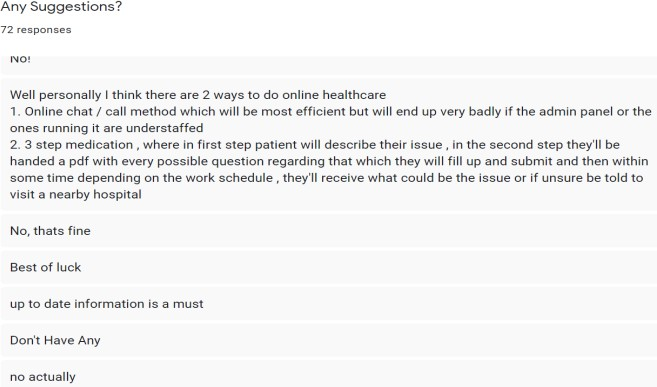 Any Suggestions?
72 responses
No!
Well personally I think there are 2 ways to do online healthcare
1. Online chat / call method which will be most efficient but will end up very badly if the admin panel or the
ones running it are understaffed
2. 3 step medication , where in first step patient will describe their issue , in the second step they'll be
handed a pdf with every possible question regarding that which they will fill up and submit and then within
some time depending on the work schedule , they'll receive what could be the issue or if unsure be told to
visit a nearby hospital
No, thats fine
Best of luck
up to date information is a must
Don't Have Any
no actually